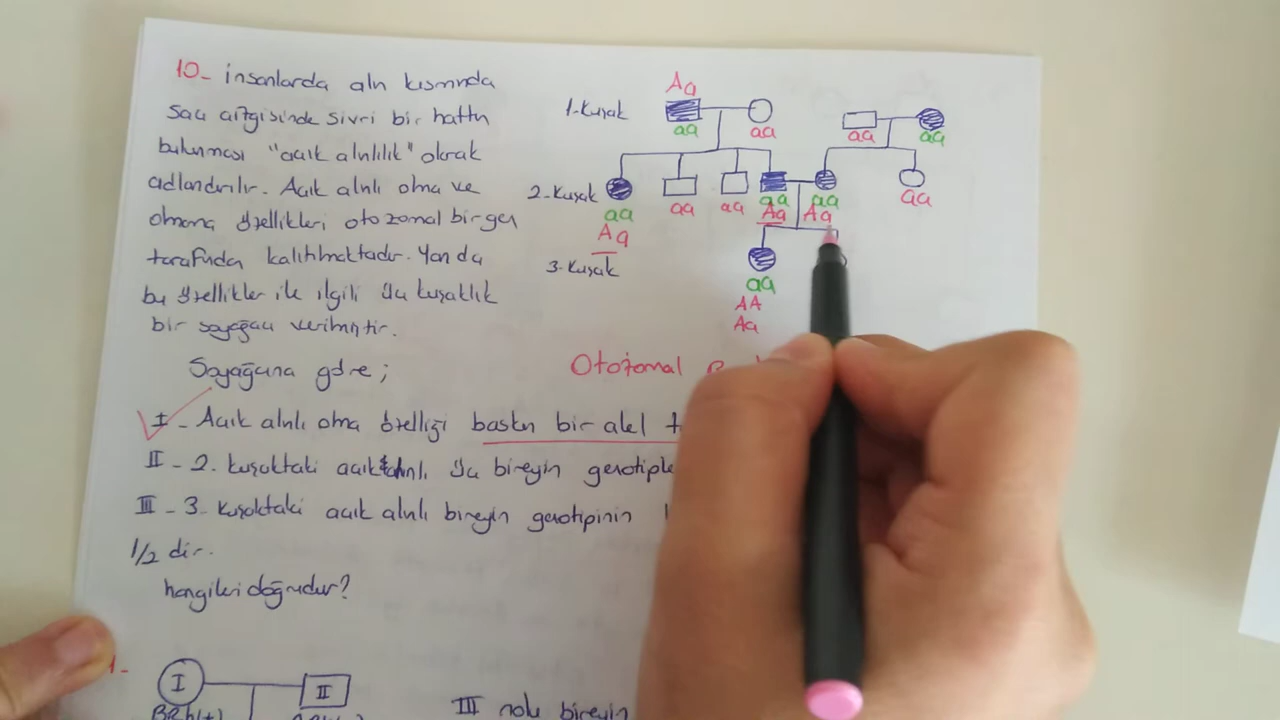 10- İnsanlarda alın kısmında
saç çizgisinde sivri bir hattın
bulunması "açık alınlılık" olarak
adlandırılır. Açık alınlı olma ve
olmama özellikleri otozomal bir gen
tarafından kalıtılmaktadır. Yanda
bu özellikler ile ilgili üç kuşaklık
bir soyağacı verilmiştir.
Soyağacına göre;
I - Açık alınlı olma özelliği baskın bir alel
II - 2. kuşaktaki açık alınlı üç bireyin
III - 3. kuşaktaki açık alınlı bireyin genotipinin
1/2 dir.
hangileri doğrudur?
Aa
1-Kuşak
aa aa aa aa
2-Kuşak
aa aa aa aa aa aa
Aa Aa Aa
3-Kuşak
aa
AA
Aa
Otozomal
I II
III nolu bireyin